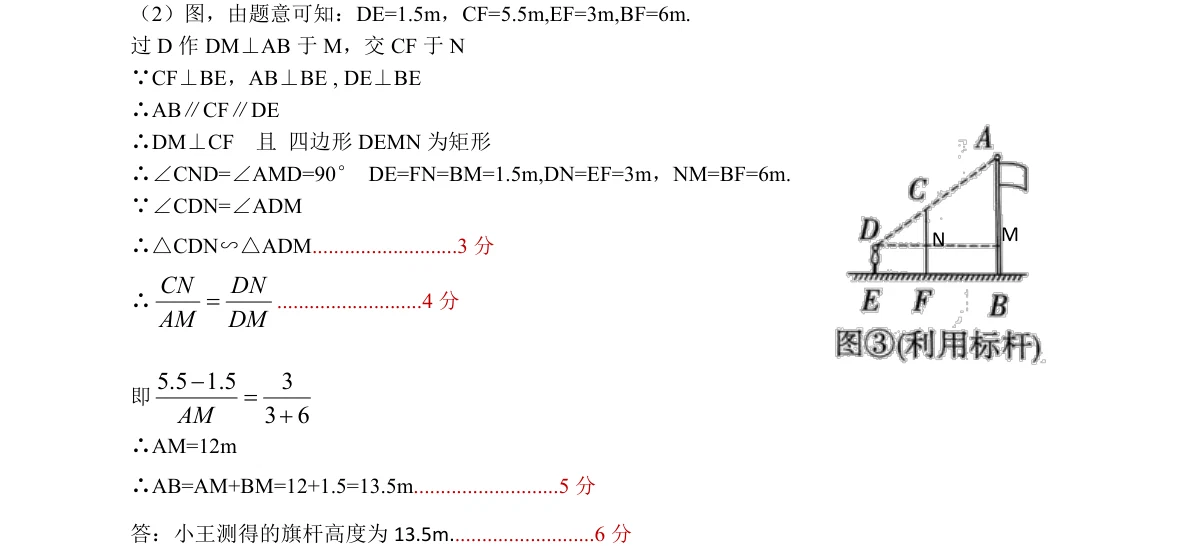 （2）图，由题意可知：DE=1.5m，CF=5.5m,EF=3m,BF=6m.
过 D 作 DM⊥AB 于 M，交 CF 于 N
∵CF⊥BE，AB⊥BE , DE⊥BE
∴AB∥CF∥DE
∴DM⊥CF 且 四边形 DEMN 为矩形
∴∠CND=∠AMD=90° DE=FN=BM=1.5m,DN=EF=3m，NM=BF=6m.
∵∠CDN=∠ADM
∴△CDN∽△ADM...........................3 分
∴CN/AM=DN/DM...........................4 分
即 (5.5−1.5)/AM=3/(3+6)
∴AM=12m
∴AB=AM+BM=12+1.5=13.5m...........................5 分
答：小王测得的旗杆高度为 13.5m...........................6 分
A
C
D N M
E F B
图③(利用标杆)